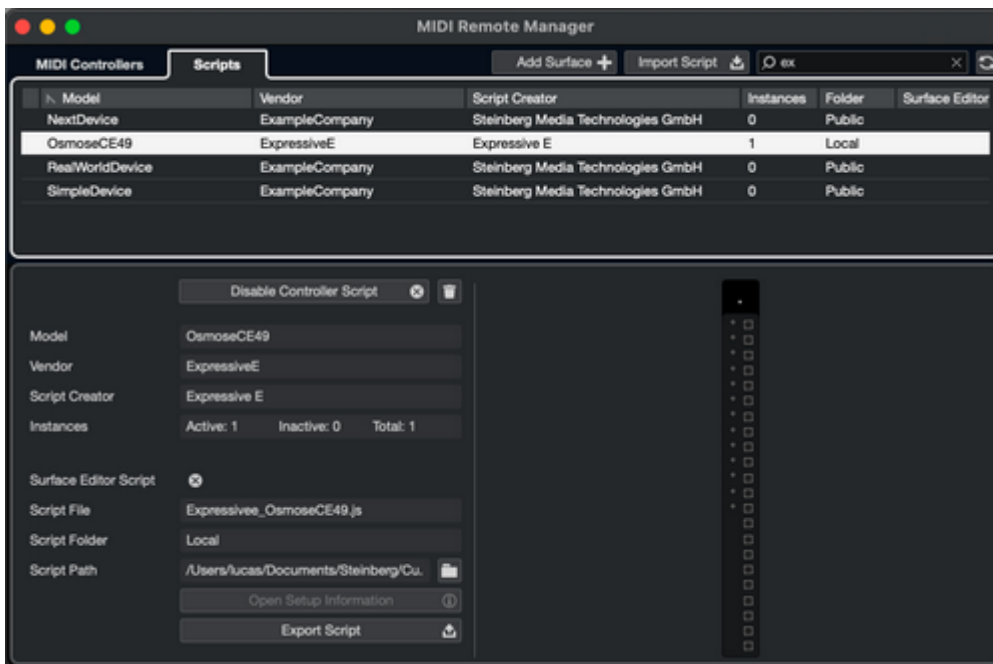 MIDI Remote Manager
MIDI Controllers Scripts Add Surface Import Script ex
Model Vendor Script Creator Instances Folder Surface Editor
NextDevice ExampleCompany Steinberg Media Technologies GmbH 0 Public
OsmoseCE49 ExpressiveE Expressive E 1 Local
RealWorldDevice ExampleCompany Steinberg Media Technologies GmbH 0 Public
SimpleDevice ExampleCompany Steinberg Media Technologies GmbH 0 Public
Disable Controller Script
Model OsmoseCE49
Vendor ExpressiveE
Script Creator Expressive E
Instances Active: 1 Inactive: 0 Total: 1
Surface Editor Script
Script File Expressivee_OsmoseCE49.js
Script Folder Local
Script Path /Users/lucas/Documents/Steinberg/Cu.
Open Setup Information
Export Script